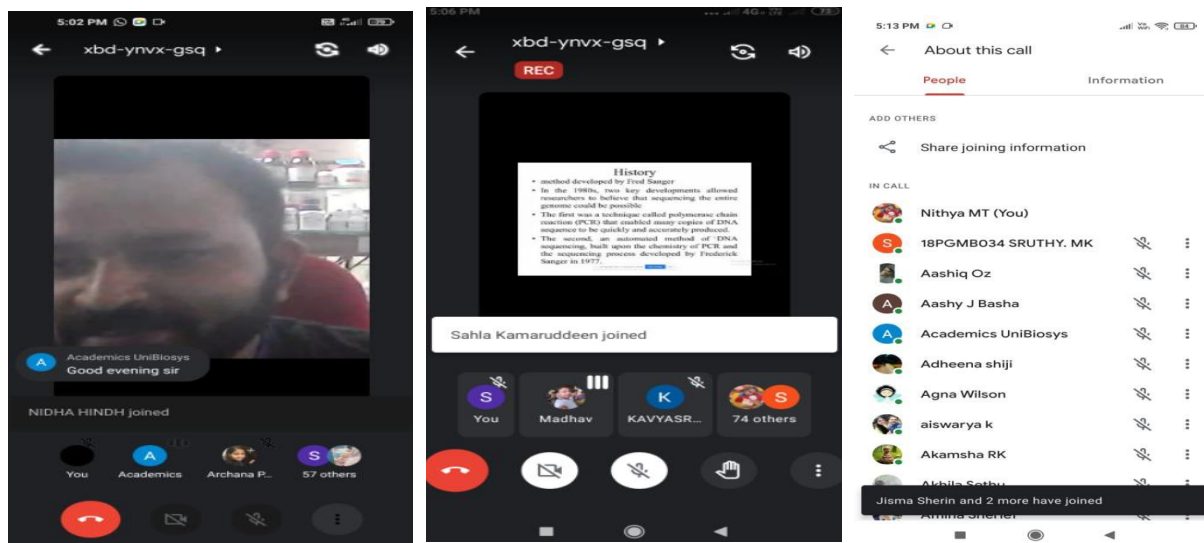 5:02 PM
79
xbd-ynvx-gsq
A
Academics UniBiosys
Good evening sir
NIDHA HINDH joined
A
S
You
Academics
Archana P...
57 others
5:06 PM
4G
xbd-ynvx-gsq
REC
History
• method developed by Fred Sanger
• In the 1980s, two key developments allowed
researchers to believe that sequencing the entire
genome could be possible
• The first was a technique called polymerase chain
reaction (PCR) that enabled many copies of DNA
sequence to be quickly and accurately produced.
• The second, an automated method of DNA
sequencing, built upon the chemistry of PCR and
the sequencing process developed by Frederick
Sanger in 1977.
Sahla Kamaruddeen joined
S
K
S
You
Madhav
KAVYASR...
74 others
5:13 PM
84
About this call
People
Information
ADD OTHERS
Share joining information
IN CALL
Nithya MT (You)
S
18PGMB034 SRUTHY. MK
Aashiq Oz
A
Aashy J Basha
A
Academics UniBiosys
Adheena shiji
Agna Wilson
aiswarya k
Akamsha RK
Jisma Sherin and 2 more have joined